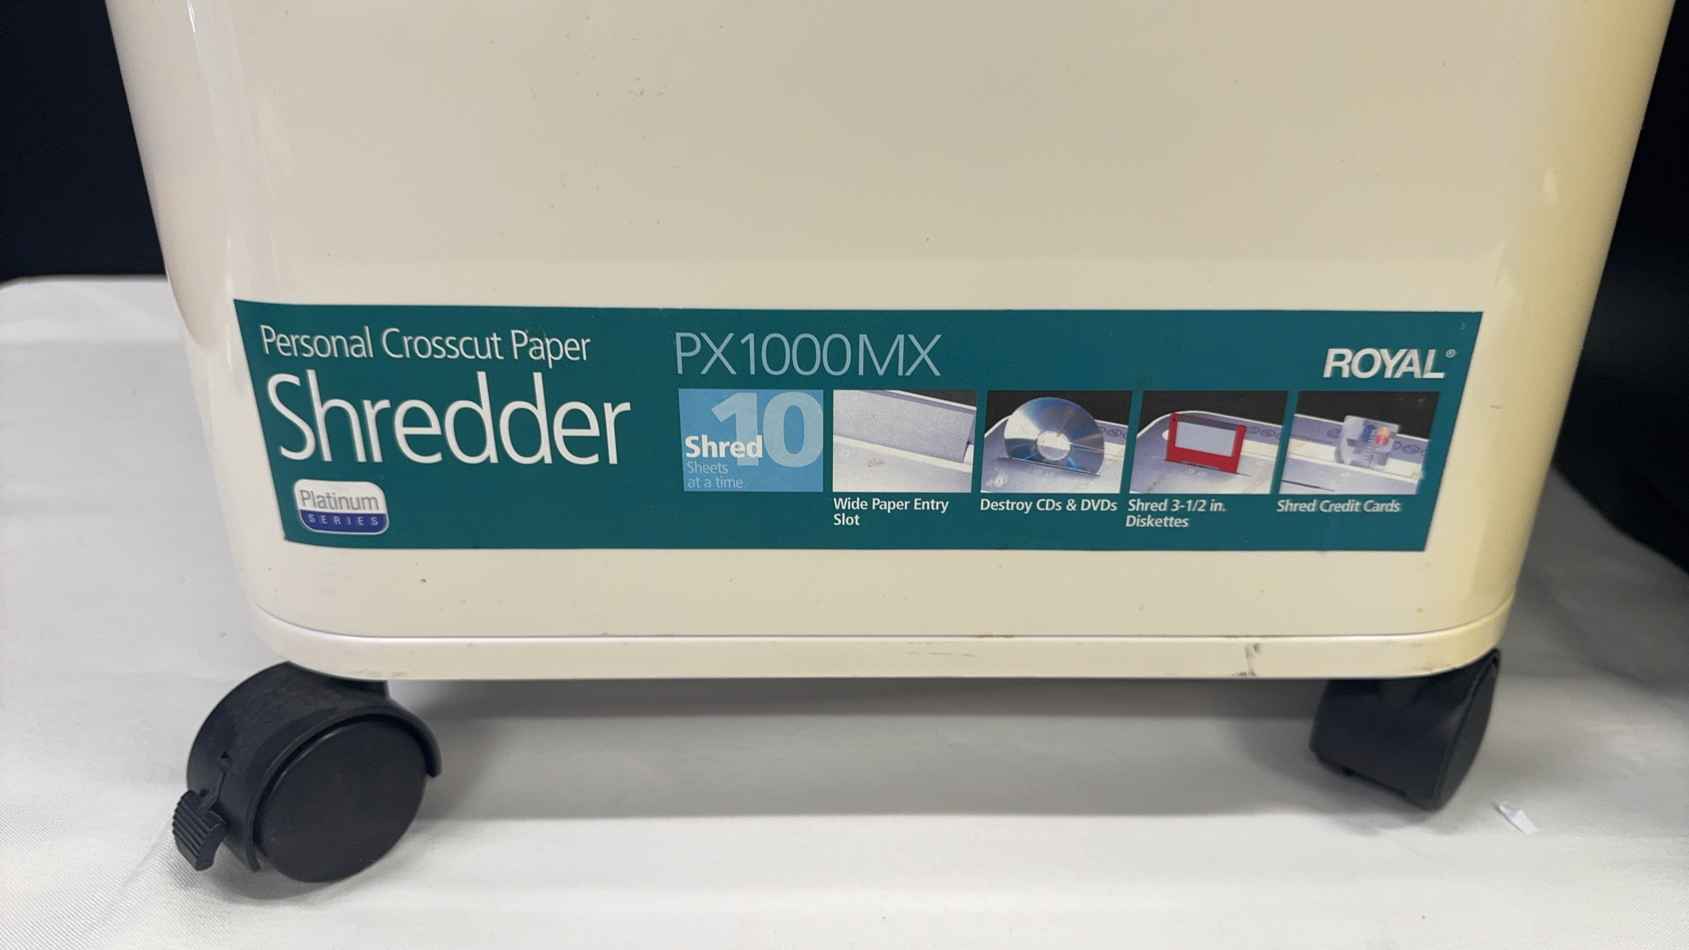 Personal Crosscut Paper
Shredder
Platinum
SERIES
PX1000MX
ROYAL®
10
Shred
Sheets
at a time
Wide Paper Entry
Slot
Destroy CDs & DVDs
Shred 3-1/2 in.
Diskettes
Shred Credit Cards